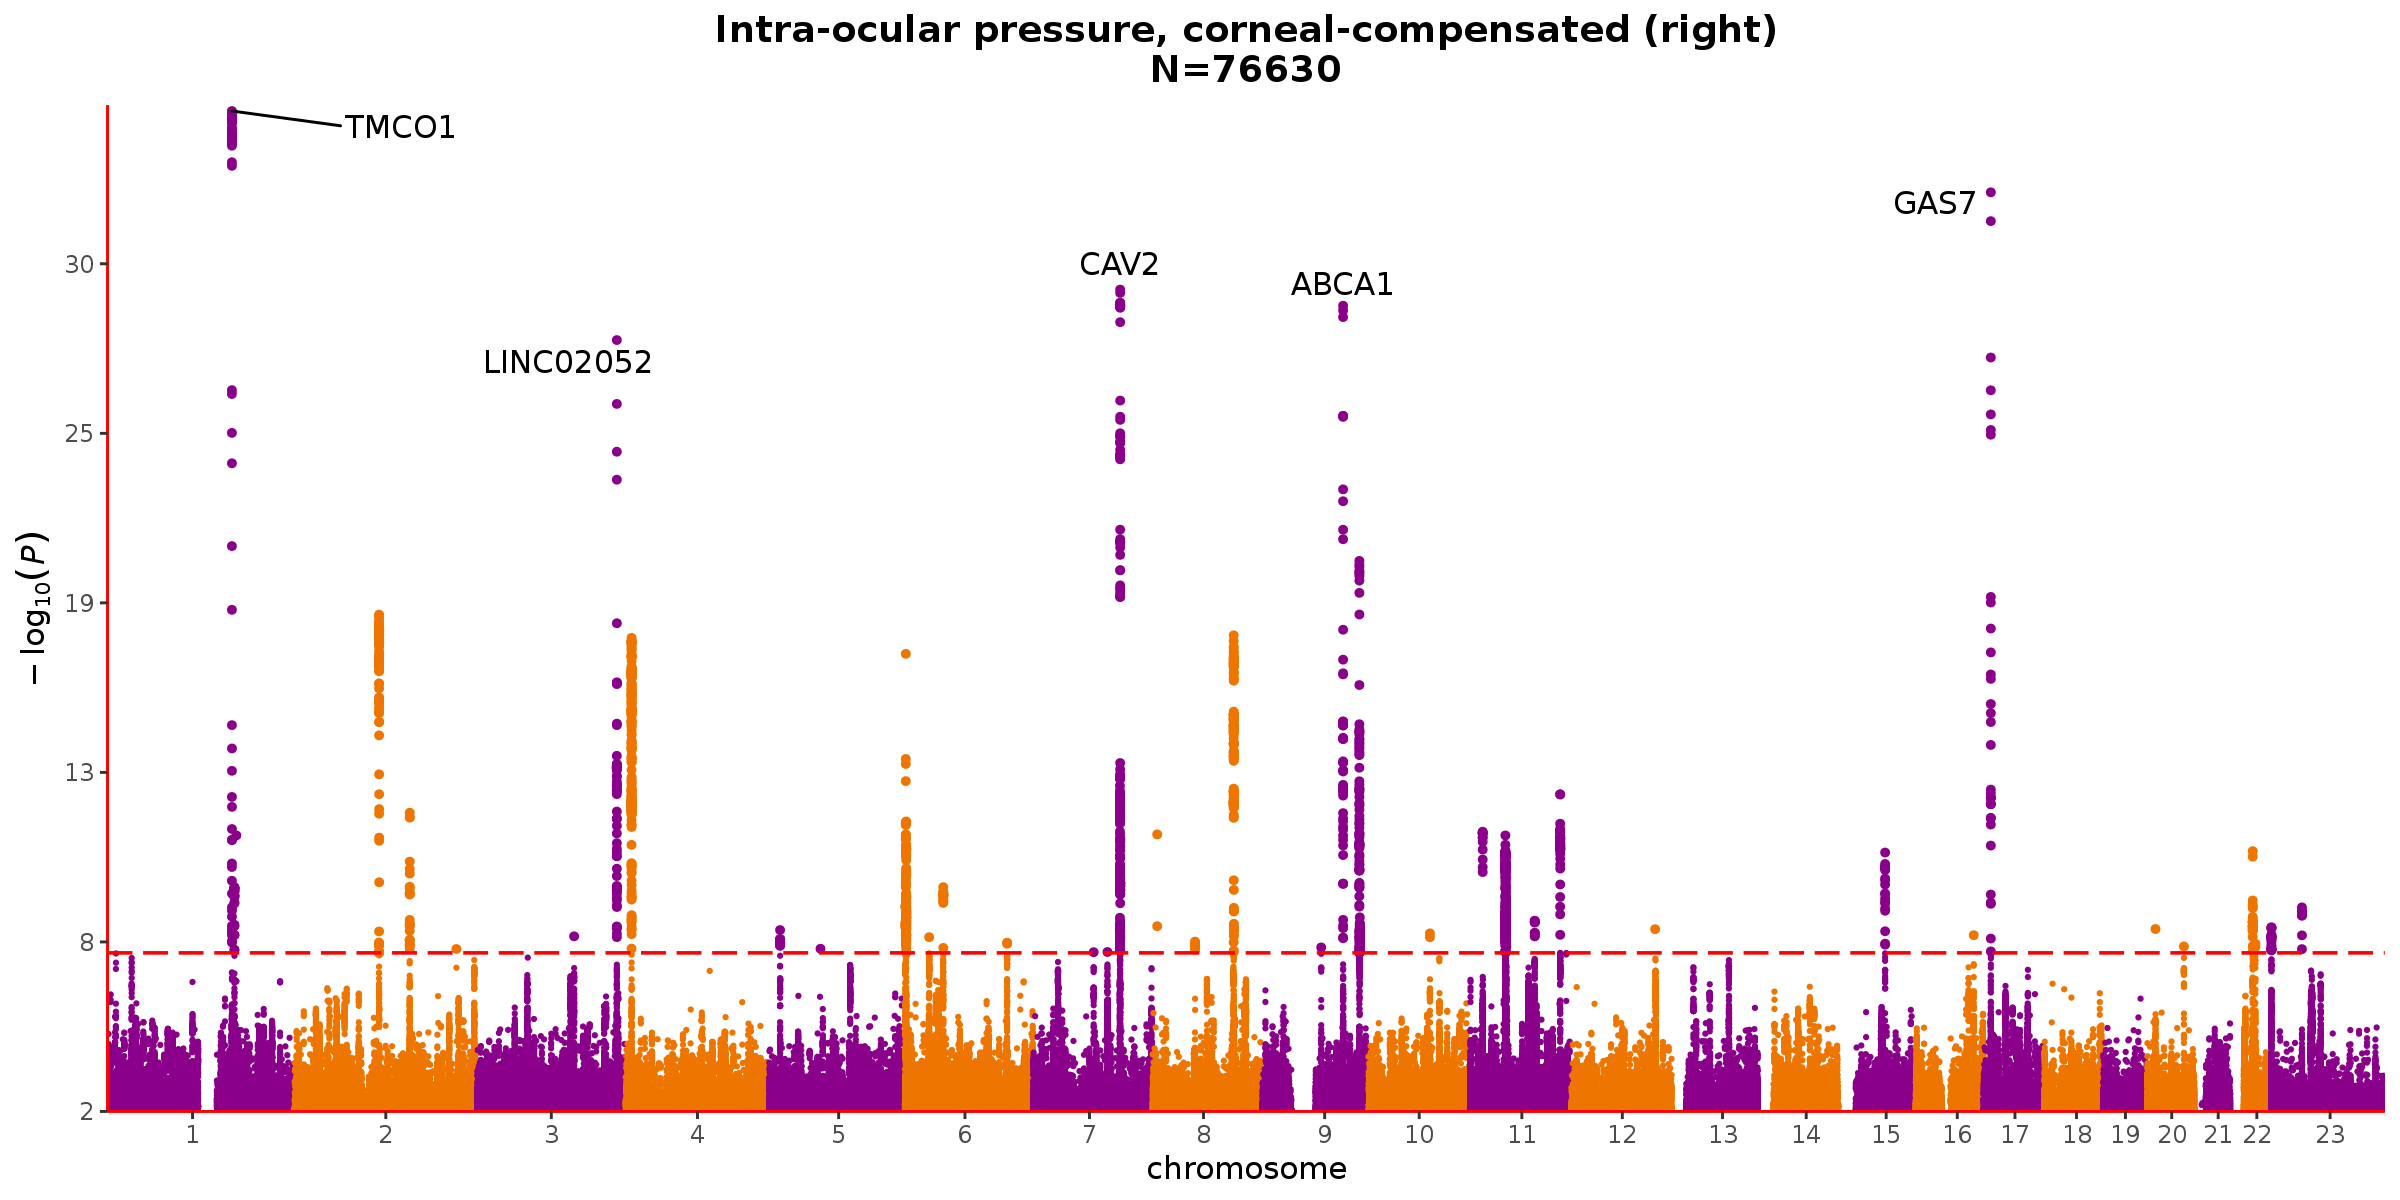 Intra-ocular pressure, corneal-compensated (right)
N=76630
TMCO1
GAS7
CAV2
ABCA1
LINC02052
30
25
19
13
8
2
−log10(P)
1 2 3 4 5 6 7 8 9 10 11 12 13 14 15 16 17 18 19 20 21 22 23
chromosome